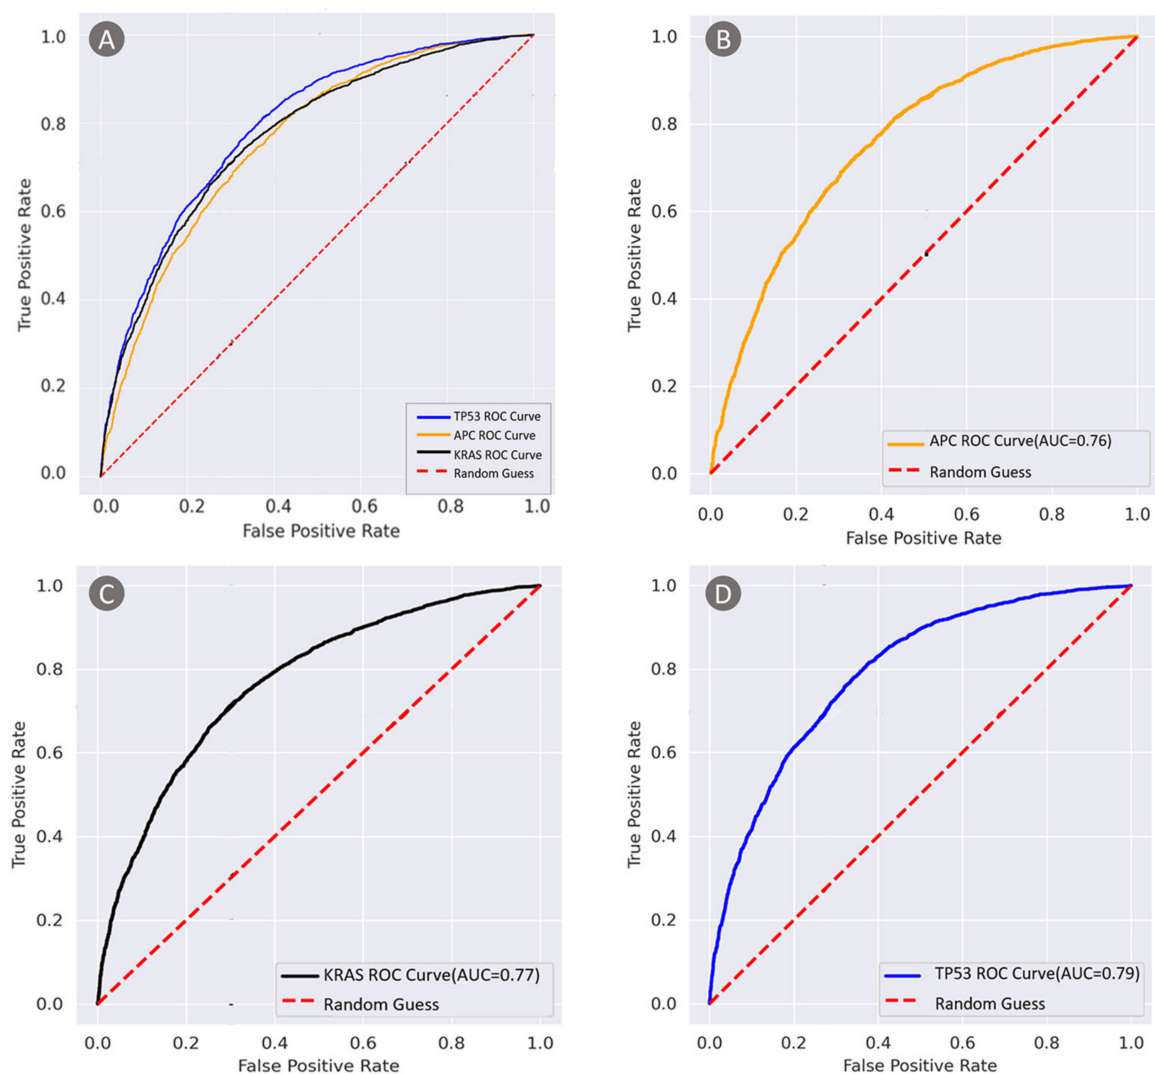 A
1.0
0.8
0.6
0.4
0.2
0.0
True Positive Rate
0.0 0.2 0.4 0.6 0.8 1.0
False Positive Rate
TP53 ROC Curve
APC ROC Curve
KRAS ROC Curve
Random Guess
B
1.0
0.8
0.6
0.4
0.2
0.0
True Positive Rate
0.0 0.2 0.4 0.6 0.8 1.0
False Positive Rate
APC ROC Curve(AUC=0.76)
Random Guess
C
1.0
0.8
0.6
0.4
0.2
0.0
True Positive Rate
0.0 0.2 0.4 0.6 0.8 1.0
False Positive Rate
KRAS ROC Curve(AUC=0.77)
Random Guess
D
1.0
0.8
0.6
0.4
0.2
0.0
True Positive Rate
0.0 0.2 0.4 0.6 0.8 1.0
False Positive Rate
TP53 ROC Curve(AUC=0.79)
Random Guess